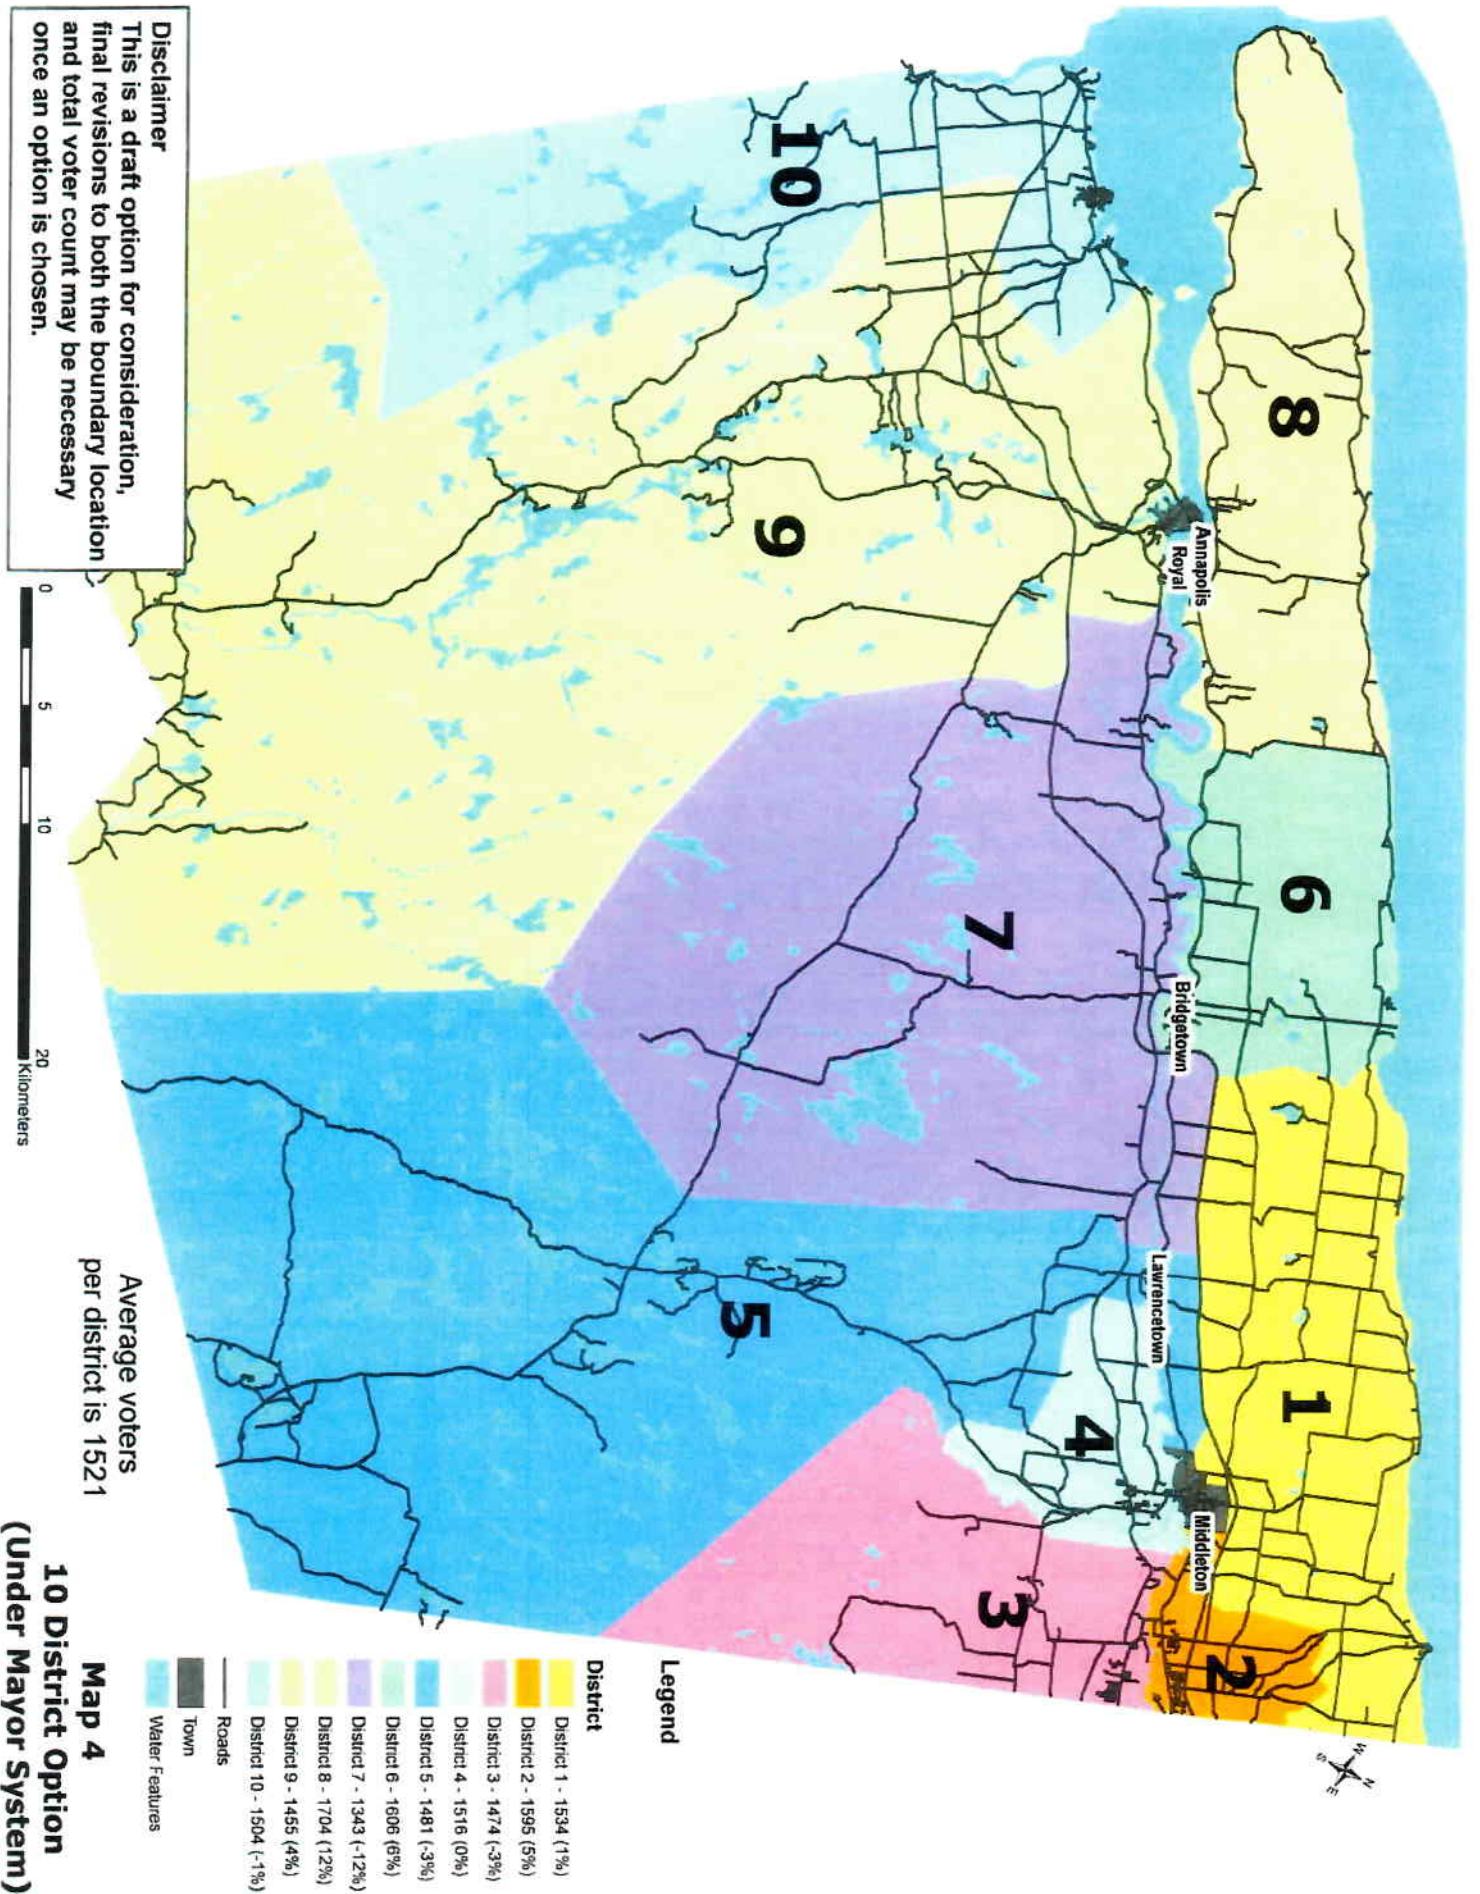 8
6
1
2
Annapolis
Royal
Bridgetown
Lawrencetown
Middleton
10
9
7
5
4
3
N
E
S
W
Legend
District
District 1 - 1534 (1%)
District 2 - 1595 (5%)
District 3 - 1474 (-3%)
District 4 - 1516 (0%)
District 5 - 1481 (-3%)
District 6 - 1606 (6%)
District 7 - 1343 (-12%)
District 8 - 1704 (12%)
District 9 - 1455 (4%)
District 10 - 1504 (-1%)
Roads
Town
Water Features
Disclaimer
This is a draft option for consideration,
final revisions to both the boundary location
and total voter count may be necessary
once an option is chosen.
0 5 10 20
Kilometers
Average voters
per district is 1521
Map 4
10 District Option
(Under Mayor System)